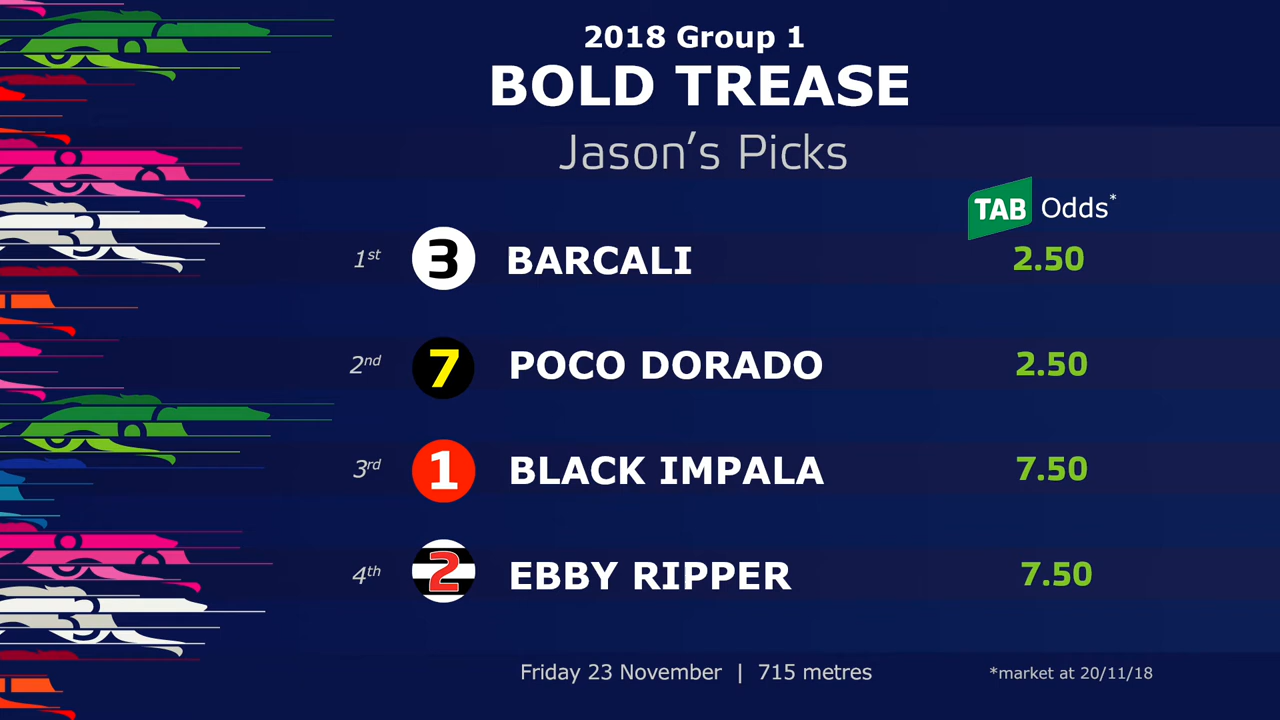 2018 Group 1
BOLD TREASE
Jason's Picks
TAB Odds*
1st 3 BARCALI 2.50
2nd 7 POCO DORADO 2.50
3rd 1 BLACK IMPALA 7.50
4th 2 EBBY RIPPER 7.50
Friday 23 November | 715 metres *market at 20/11/18